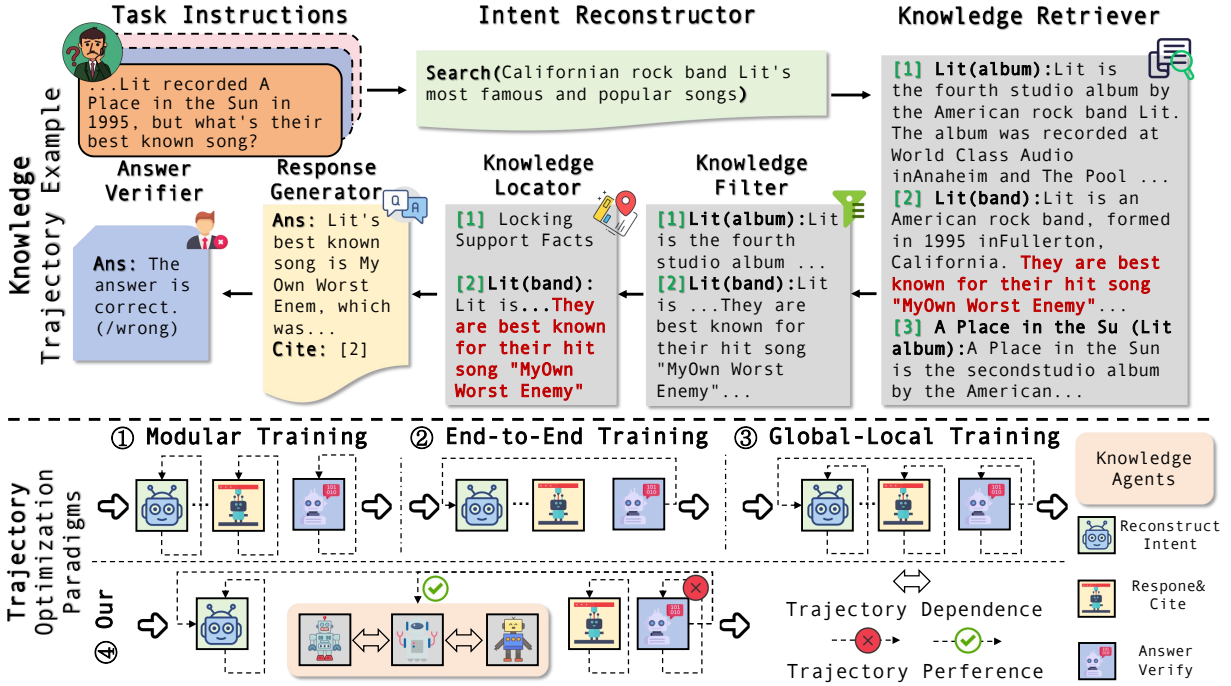 Task Instructions
Intent Reconstructor
Knowledge Retriever
Knowledge
Trajectory Example
...Lit recorded A
Place in the Sun in
1995, but what's their
best known song?
Search(Californian rock band Lit's
most famous and popular songs)
[1] Lit(album):Lit is
the fourth studio album by
the American rock band Lit.
The album was recorded at
World Class Audio
inAnaheim and The Pool ...
[2] Lit(band):Lit is an
American rock band, formed
in 1995 inFullerton,
California. They are best
known for their hit song
"MyOwn Worst Enemy"...
[3] A Place in the Su (Lit
album):A Place in the Sun
is the secondstudio album
by the American...
Knowledge
Filter
[1]Lit(album):Lit
is the fourth
studio album ...
[2]Lit(band):Lit
is ...They are
best known for
their hit song
"MyOwn Worst
Enemy"...
Knowledge
Locator
[1] Locking
Support Facts
[2]Lit(band):
Lit is...They
are best known
for their hit
song "MyOwn
Worst Enemy"
Response
Generator
Q
A
Ans: Lit's
best known
song is My
Own Worst
Enem, which
was...
Cite: [2]
Answer
Verifier
Ans: The
answer is
correct.
(/wrong)
Trajectory
Optimization
Paradigms
① Modular Training
② End-to-End Training
③ Global-Local Training
④ Our
Knowledge
Agents
Reconstruct
Intent
Respone&
Cite
Answer
Verify
Trajectory Dependence
Trajectory Perference